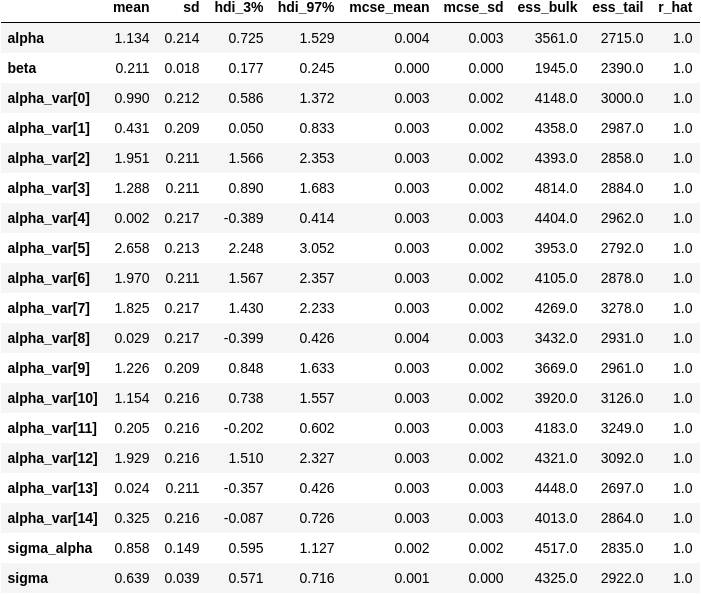 mean sd hdi_3% hdi_97% mcse_mean mcse_sd ess_bulk ess_tail r_hat
alpha 1.134 0.214 0.725 1.529 0.004 0.003 3561.0 2715.0 1.0
beta 0.211 0.018 0.177 0.245 0.000 0.000 1945.0 2390.0 1.0
alpha_var[0] 0.990 0.212 0.586 1.372 0.003 0.002 4148.0 3000.0 1.0
alpha_var[1] 0.431 0.209 0.050 0.833 0.003 0.002 4358.0 2987.0 1.0
alpha_var[2] 1.951 0.211 1.566 2.353 0.003 0.002 4393.0 2858.0 1.0
alpha_var[3] 1.288 0.211 0.890 1.683 0.003 0.002 4814.0 2884.0 1.0
alpha_var[4] 0.002 0.217 -0.389 0.414 0.003 0.003 4404.0 2962.0 1.0
alpha_var[5] 2.658 0.213 2.248 3.052 0.003 0.002 3953.0 2792.0 1.0
alpha_var[6] 1.970 0.211 1.567 2.357 0.003 0.002 4105.0 2878.0 1.0
alpha_var[7] 1.825 0.217 1.430 2.233 0.003 0.002 4269.0 3278.0 1.0
alpha_var[8] 0.029 0.217 -0.399 0.426 0.004 0.003 3432.0 2931.0 1.0
alpha_var[9] 1.226 0.209 0.848 1.633 0.003 0.002 3669.0 2961.0 1.0
alpha_var[10] 1.154 0.216 0.738 1.557 0.003 0.002 3920.0 3126.0 1.0
alpha_var[11] 0.205 0.216 -0.202 0.602 0.003 0.003 4183.0 3249.0 1.0
alpha_var[12] 1.929 0.216 1.510 2.327 0.003 0.002 4321.0 3092.0 1.0
alpha_var[13] 0.024 0.211 -0.357 0.426 0.003 0.003 4448.0 2697.0 1.0
alpha_var[14] 0.325 0.216 -0.087 0.726 0.003 0.003 4013.0 2864.0 1.0
sigma_alpha 0.858 0.149 0.595 1.127 0.002 0.002 4517.0 2835.0 1.0
sigma 0.639 0.039 0.571 0.716 0.001 0.000 4325.0 2922.0 1.0